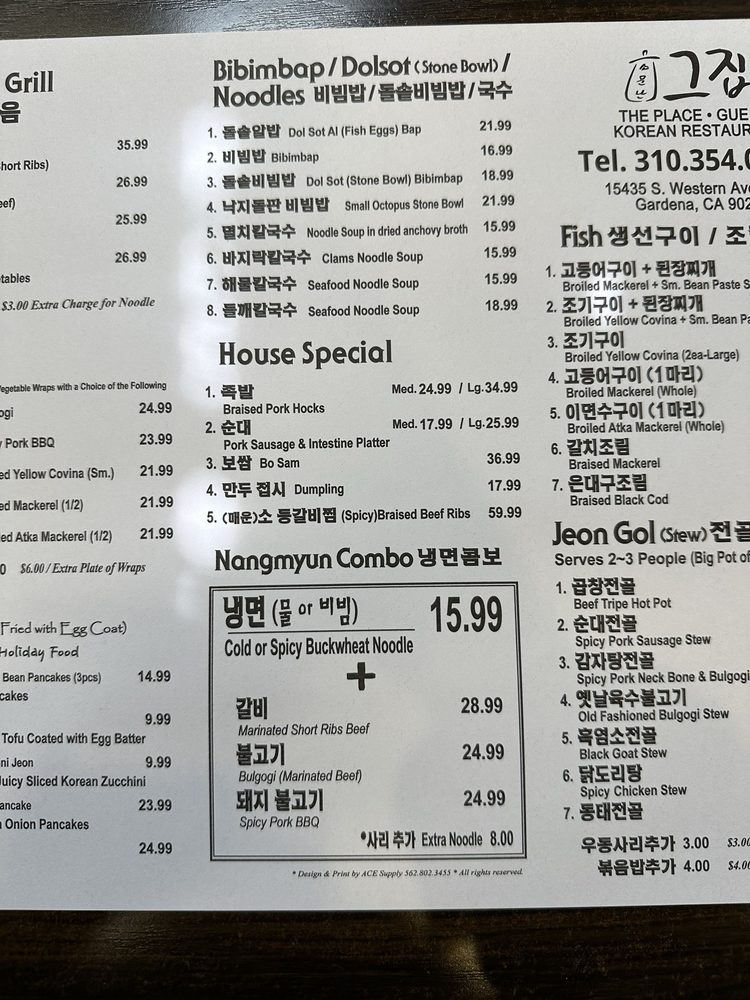 Grill
음
35.99
Short Ribs)
26.99
eef)
25.99
26.99
tables
$3.00 Extra Charge for Noodle
Vegetable Wraps with a Choice of the Following
ogi 24.99
y Pork BBQ 23.99
ed Yellow Covina (Sm.) 21.99
ed Mackerel (1/2) 21.99
led Atka Mackerel (1/2) 21.99
0 $6.00 / Extra Plate of Wraps
Fried with Egg Coat)
Holiday Food
Bean Pancakes (3pcs) 14.99
cakes
9.99
Tofu Coated with Egg Batter
ni Jeon 9.99
Juicy Sliced Korean Zucchini
ancake 23.99
n Onion Pancakes
24.99
Bibimbap / Dolsot (Stone Bowl) /
Noodles 비빔밥 / 돌솥비빔밥 / 국수
1. 돌솥알밥 Dol Sot Al (Fish Eggs) Bap 21.99
2. 비빔밥 Bibimbap 16.99
3. 돌솥비빔밥 Dol Sot (Stone Bowl) Bibimbap 18.99
4. 낙지돌판 비빔밥 Small Octopus Stone Bowl 21.99
5. 멸치칼국수 Noodle Soup in dried anchovy broth 15.99
6. 바지락칼국수 Clams Noodle Soup 15.99
7. 해물칼국수 Seafood Noodle Soup 15.99
8. 들깨칼국수 Seafood Noodle Soup 18.99
House Special
1. 족발 Med. 24.99 / Lg. 34.99
Braised Pork Hocks
2. 순대 Med. 17.99 / Lg. 25.99
Pork Sausage & Intestine Platter
3. 보쌈 Bo Sam 36.99
4. 만두 접시 Dumpling 17.99
5. (매운)소 등갈비찜 (Spicy)Braised Beef Ribs 59.99
Nangmyun Combo 냉면콤보
냉면 (물 or 비빔) 15.99
Cold or Spicy Buckwheat Noodle
+
갈비 28.99
Marinated Short Ribs Beef
불고기 24.99
Bulgogi (Marinated Beef)
돼지 불고기 24.99
Spicy Pork BBQ
*사리 추가 Extra Noodle 8.00
* Design & Print by ACE Supply 562.802.3455 * All rights reserved.
소문난 그집
THE PLACE • GUE
KOREAN RESTAUR
Tel. 310.354.0
15435 S. Western Ave
Gardena, CA 902
Fish 생선구이 / 조
1. 고등어구이 + 된장찌개
Broiled Mackerel + Sm. Bean Paste S
2. 조기구이 + 된장찌개
Broiled Yellow Covina + Sm. Bean Pa
3. 조기구이
Broiled Yellow Covina (2ea-Large)
4. 고등어구이 (1마리)
Broiled Mackerel (Whole)
5. 이면수구이 (1마리)
Broiled Atka Mackerel (Whole)
6. 갈치조림
Braised Mackerel
7. 은대구조림
Braised Black Cod
Jeon Gol (Stew) 전골
Serves 2~3 People (Big Pot of
1. 곱창전골
Beef Tripe Hot Pot
2. 순대전골
Spicy Pork Sausage Stew
3. 감자탕전골
Spicy Pork Neck Bone & Bulgogi
4. 옛날육수불고기
Old Fashioned Bulgogi Stew
5. 흑염소전골
Black Goat Stew
6. 닭도리탕
Spicy Chicken Stew
7. 동태전골
우동사리추가 3.00 $3.00
볶음밥추가 4.00 $4.0